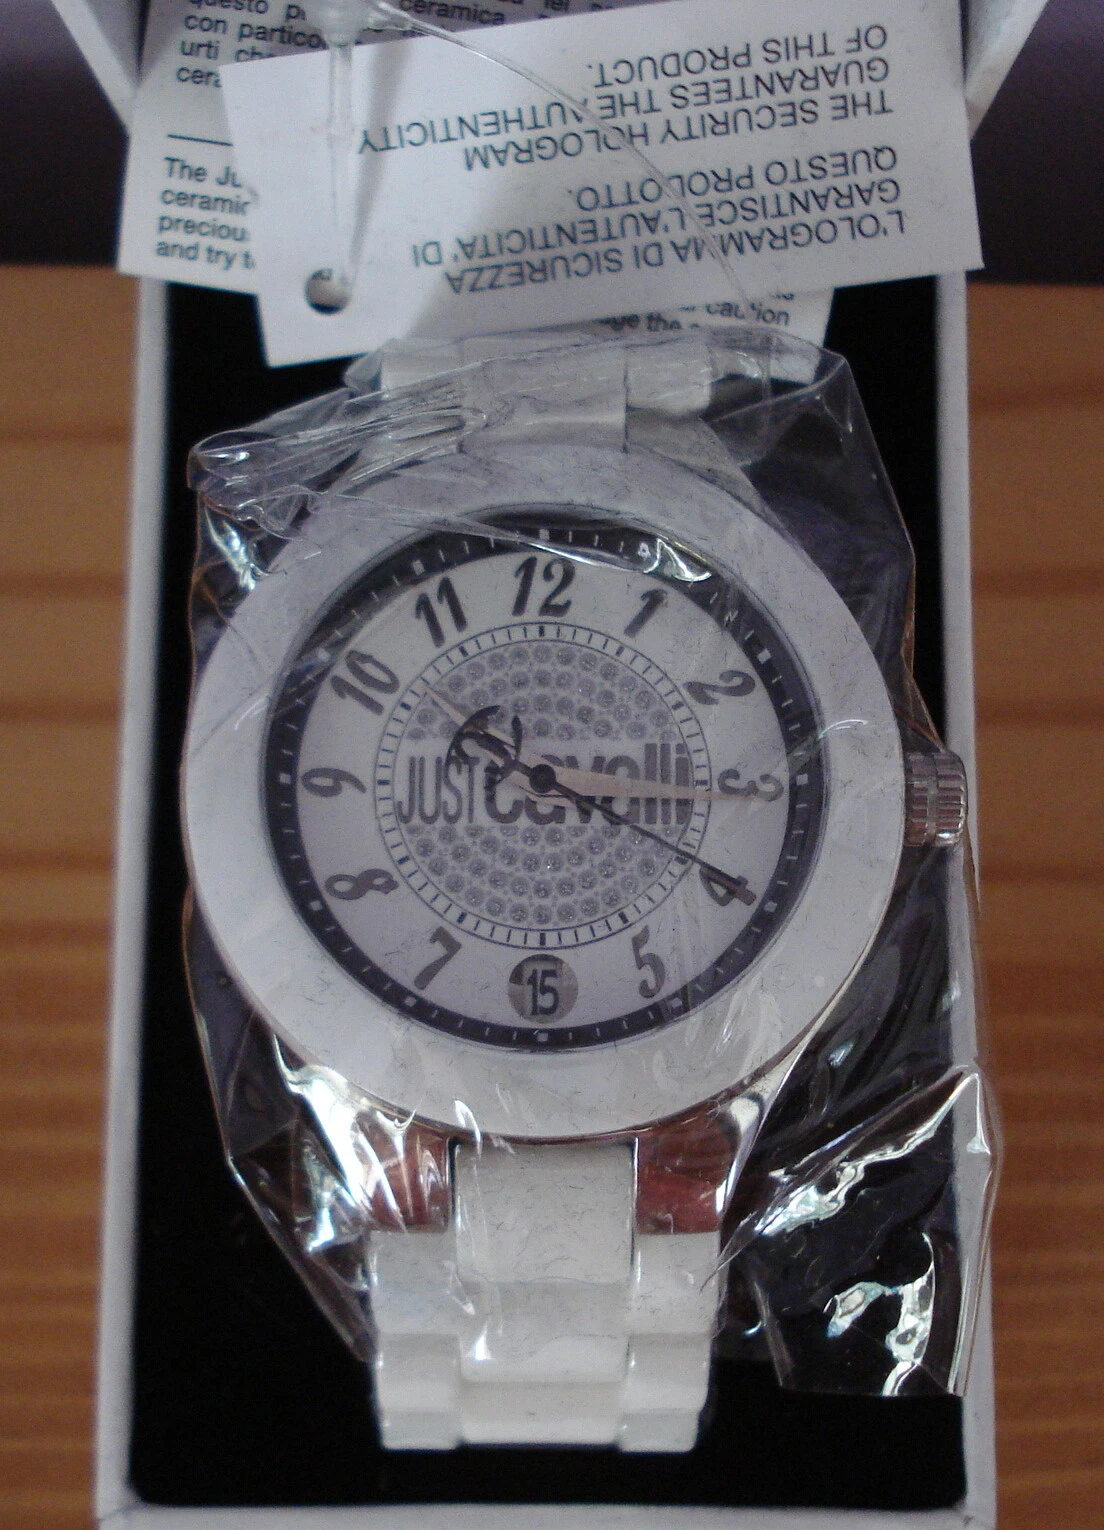 questo
con partico
urti
cera
ceramica
The Ju
ceramic
preciou
and try t
caution
the
L'OLOGRAMMA DI SICUREZZA
GARANTISCE L'AUTENTICITA' DI
QUESTO PRODOTTO.
THE SECURITY HOLOGRAM
GUARANTEES THE AUTHENTICITY
OF THIS PRODUCT.
12
1
2
3
4
5
15
7
8
9
10
11
JUST cavalli